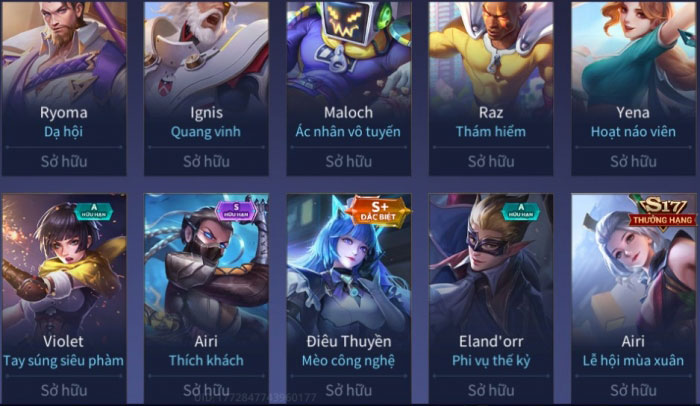 Ryoma
Dạ hội
Sở hữu
Ignis
Quang vinh
Sở hữu
Maloch
Ác nhân vô tuyến
Sở hữu
Raz
Thám hiểm
Sở hữu
Yena
Hoạt náo viên
Sở hữu
A
HỮU HẠN
Violet
Tay súng siêu phàm
Sở hữu
S
HỮU HẠN
Airi
Thích khách
Sở hữu
S+
ĐẶC BIỆT
Điêu Thuyền
Mèo công nghệ
Sở hữu
A
HỮU HẠN
Eland'orr
Phi vụ thế kỷ
Sở hữu
S17
THƯỞNG HẠNG
Airi
Lễ hội mùa xuân
Sở hữu
UID: 1772847743960177